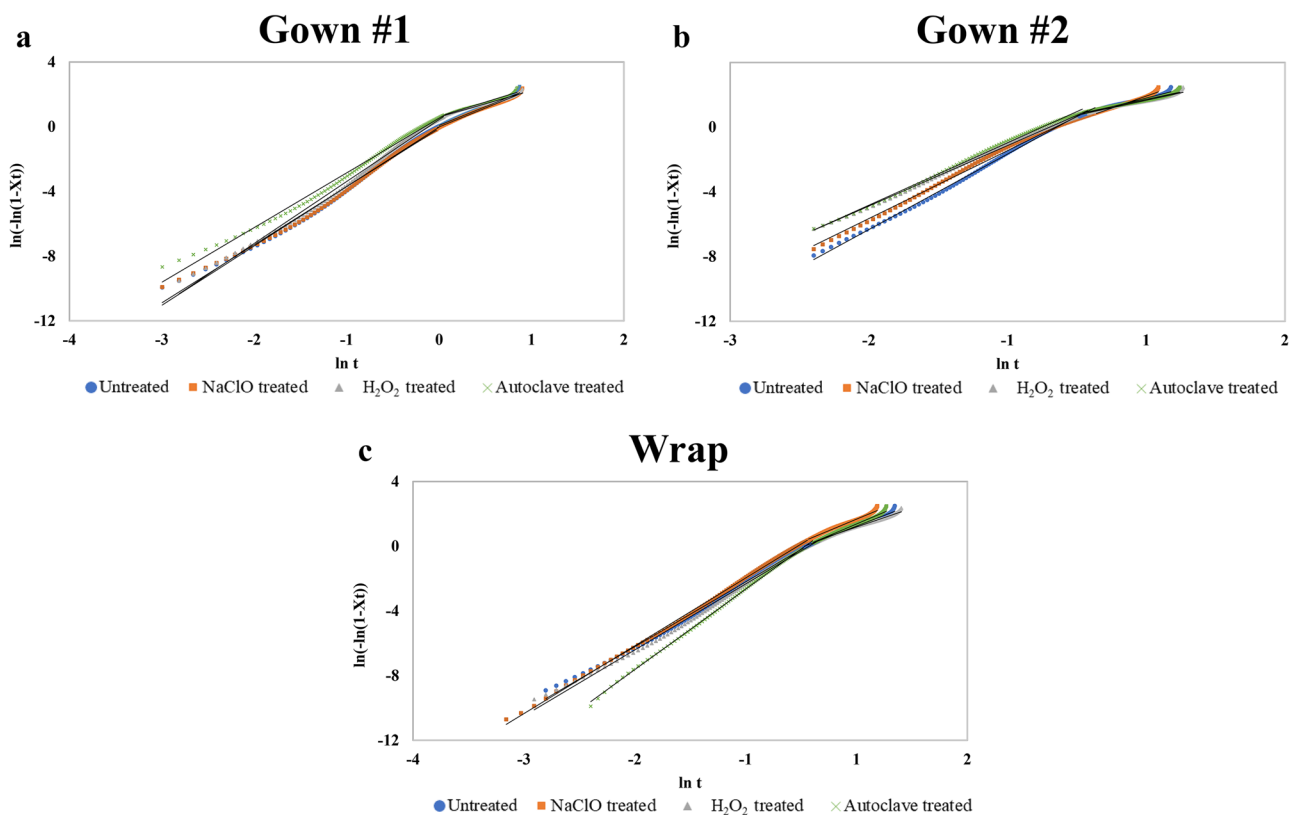 a
Gown #1
4
0
-4
-8
-12
ln(-ln(1-Xt))
-4
-3
-2
-1
0
1
2
ln t
Untreated
NaClO treated
H₂O₂ treated
Autoclave treated
b
Gown #2
4
0
-4
-8
-12
ln(-ln(1-Xt))
-3
-2
-1
1
2
ln t
Untreated
NaClO treated
H₂O₂ treated
Autoclave treated
c
Wrap
4
0
-4
-8
-12
ln(-ln(1-Xt))
-4
-3
-2
-1
1
2
ln t
Untreated
NaClO treated
H₂O₂ treated
Autoclave treated